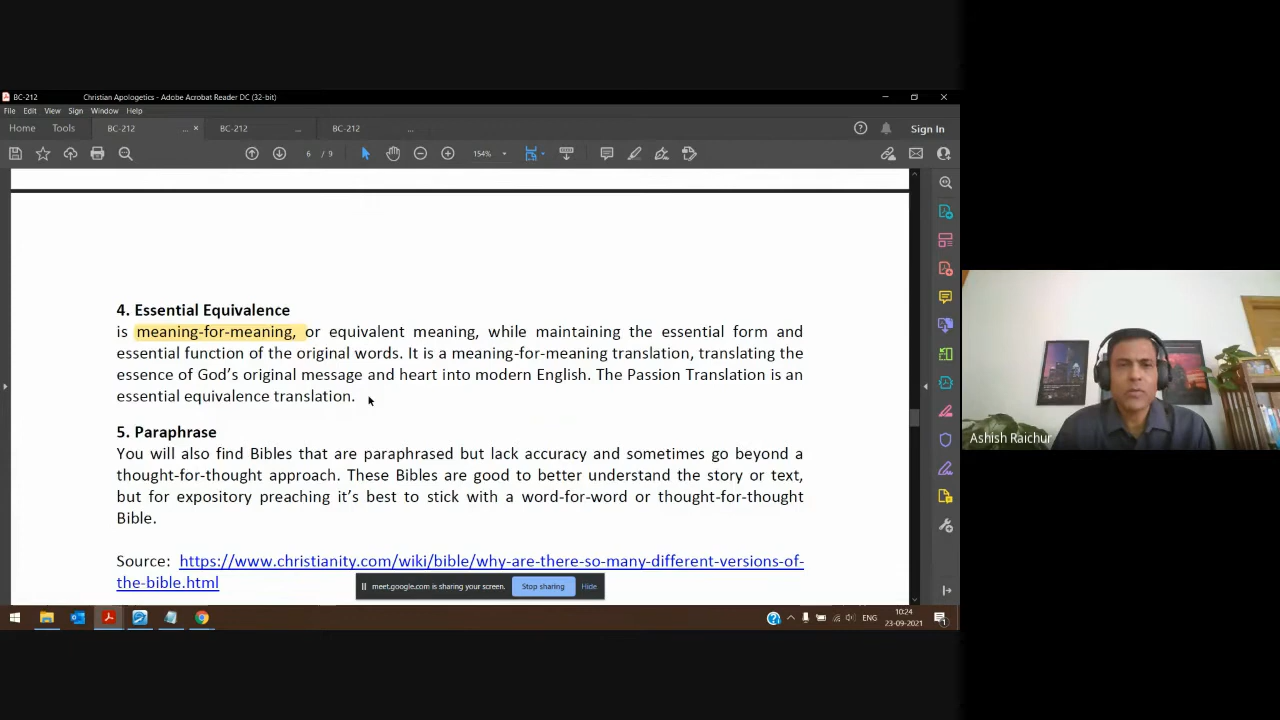 BC-212 Christian Apologetics - Adobe Acrobat Reader DC (32-bit)
File Edit View Sign Window Help
Home Tools BC-212 ... × BC-212 ... BC-212 ... Sign In
6 / 9 154%
4. Essential Equivalence
is meaning-for-meaning, or equivalent meaning, while maintaining the essential form and
essential function of the original words. It is a meaning-for-meaning translation, translating the
essence of God's original message and heart into modern English. The Passion Translation is an
essential equivalence translation.
5. Paraphrase
You will also find Bibles that are paraphrased but lack accuracy and sometimes go beyond a
thought-for-thought approach. These Bibles are good to better understand the story or text,
but for expository preaching it's best to stick with a word-for-word or thought-for-thought
Bible.
Source: https://www.christianity.com/wiki/bible/why-are-there-so-many-different-versions-of-
the-bible.html
meet.google.com is sharing your screen. Stop sharing Hide
ENG
10:24
23-09-2021
Ashish Raichur